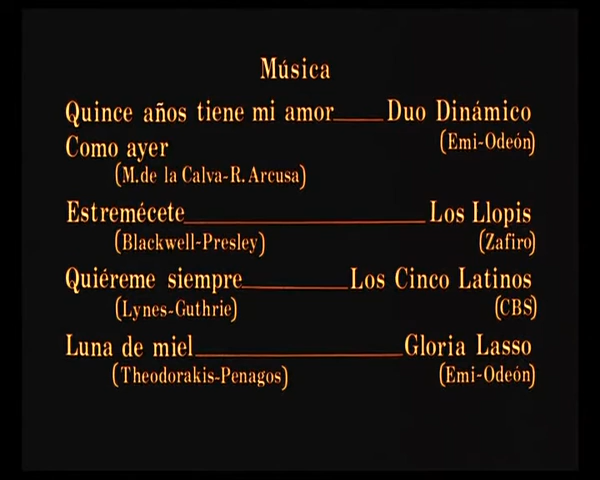 Música
Quince años tiene mi amor Duo Dinámico
Como ayer (Emi-Odeón)
(M.de la Calva-R.Arcusa)
Estremécete Los Llopis
(Blackwell-Presley) (Zafiro)
Quiéreme siempre Los Cinco Latinos
(Lynes-Guthrie) (CBS)
Luna de miel Gloria Lasso
(Theodorakis-Penagos) (Emi-Odeón)